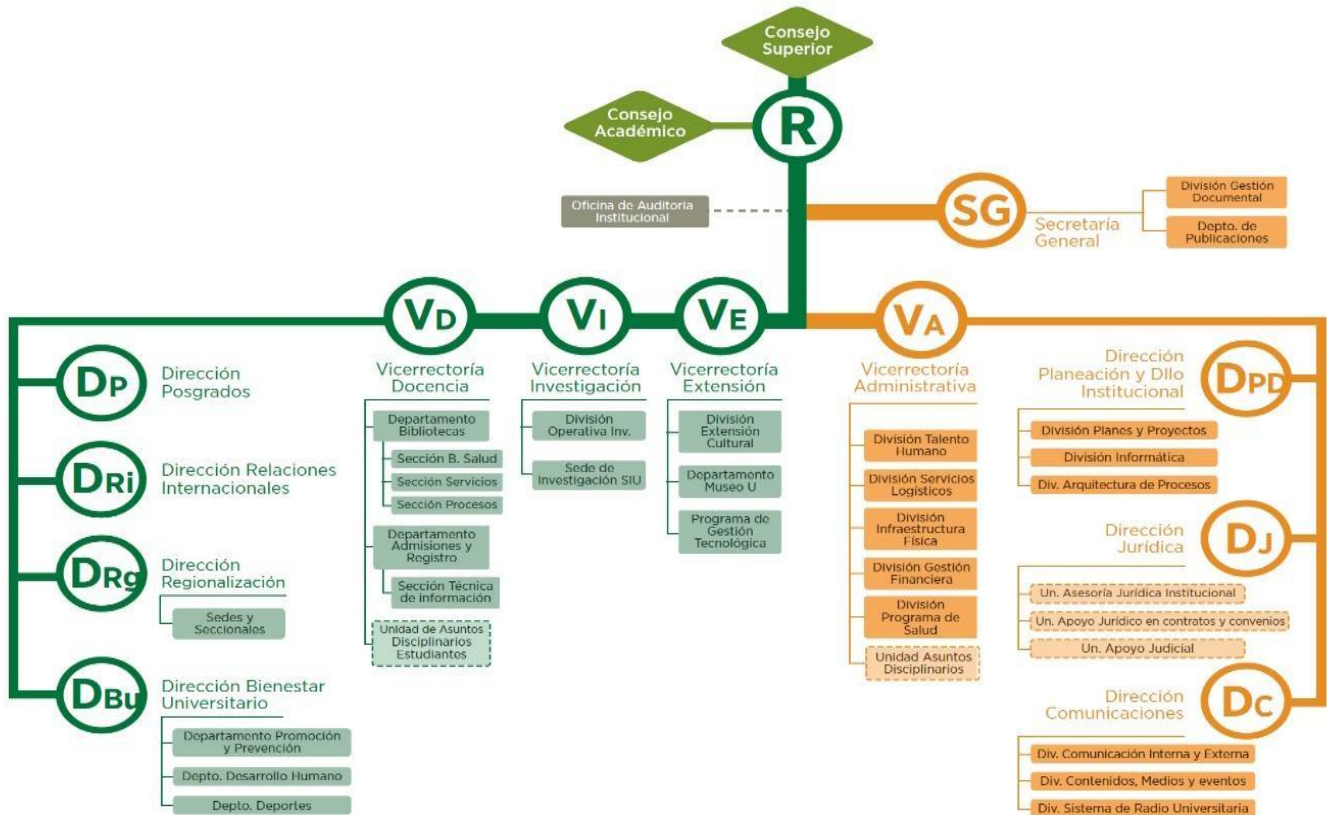 Consejo
Superior
Consejo
Académico
R
Oficina de Auditoria
Institucional
SG
Secretaría
General
División Gestión
Documental
Depto. de
Publicaciones
VD
VI
VE
VA
DP
Dirección
Posgrados
DRi
Dirección Relaciones
Internacionales
DRg
Dirección
Regionalización
Sedes y
Seccionales
DBu
Dirección Bienestar
Universitario
Departamento Promoción
y Prevención
Depto. Desarrollo Humano
Depto. Deportes
Vicerrectoría
Docencia
Departamento
Bibliotecas
Sección B. Salud
Sección Servicios
Sección Procesos
Departamento
Admisiones y
Registro
Sección Técnica
de información
Unidad de Asuntos
Disciplinarios
Estudiantes
Vicerrectoría
Investigación
División
Operativa Inv.
Sede de
Investigación SIU
Vicerrectoría
Extensión
División
Extensión
Cultural
Departamento
Museo U
Programa de
Gestión
Tecnológica
Vicerrectoría
Administrativa
División Talento
Humano
División Servicios
Logísticos
División
Infraestructura
Física
División Gestión
Financiera
División
Programa de
Salud
Unidad Asuntos
Disciplinarios
Dirección
Planeación y Dllo
Institucional
DPD
División Planes y Proyectos
División Informática
Div. Arquitectura de Procesos
Dirección
Jurídica
DJ
Un. Asesoría Jurídica Institucional
Un. Apoyo Jurídico en contratos y convenios
Un. Apoyo Judicial
Dirección
Comunicaciones
DC
Div. Comunicación Interna y Externa
Div. Contenidos, Medios y eventos
Div. Sistema de Radio Universitaria